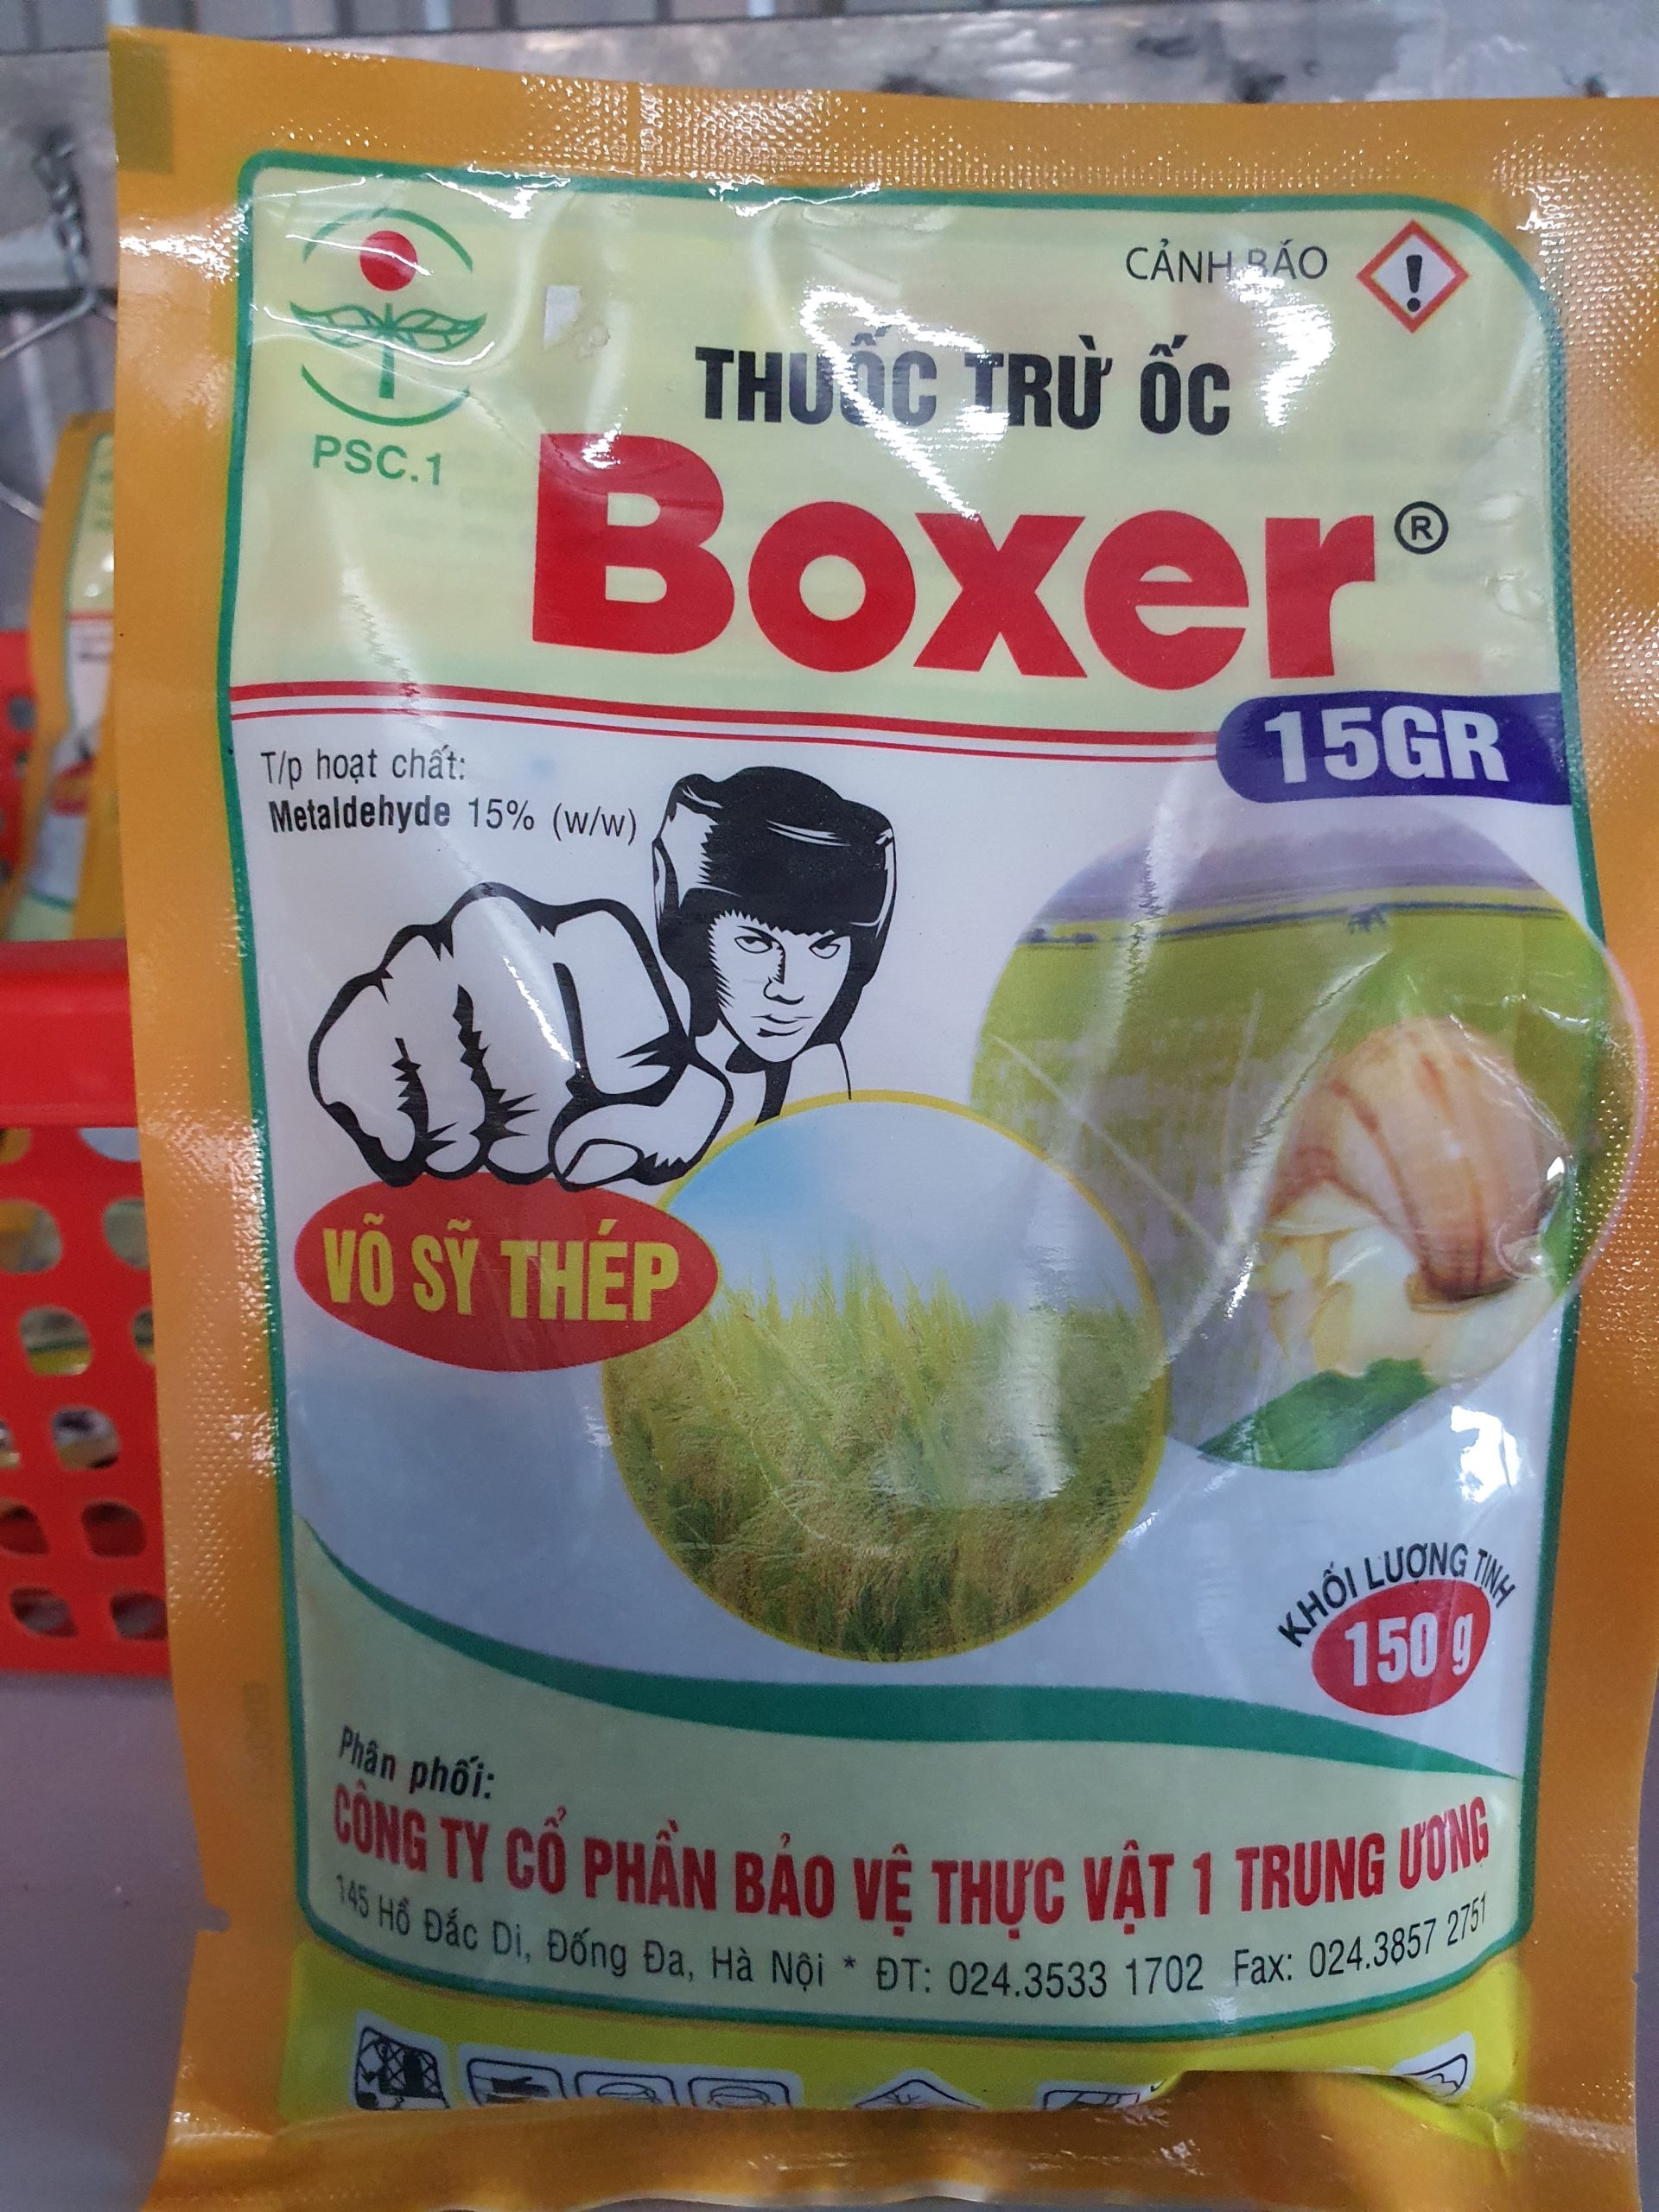 PSC.1
CẢNH BÁO
THUỐC TRỪ ỐC
Boxer®
15GR
T/p hoạt chất:
Metaldehyde 15% (w/w)
VÕ SỸ THÉP
KHỐI LƯỢNG TỊNH
150 g
Phân phối:
CÔNG TY CỔ PHẦN BẢO VỆ THỰC VẬT 1 TRUNG ƯƠNG
145 Hồ Đắc Di, Đống Đa, Hà Nội * ĐT: 024.3533 1702 Fax: 024.3857 2751